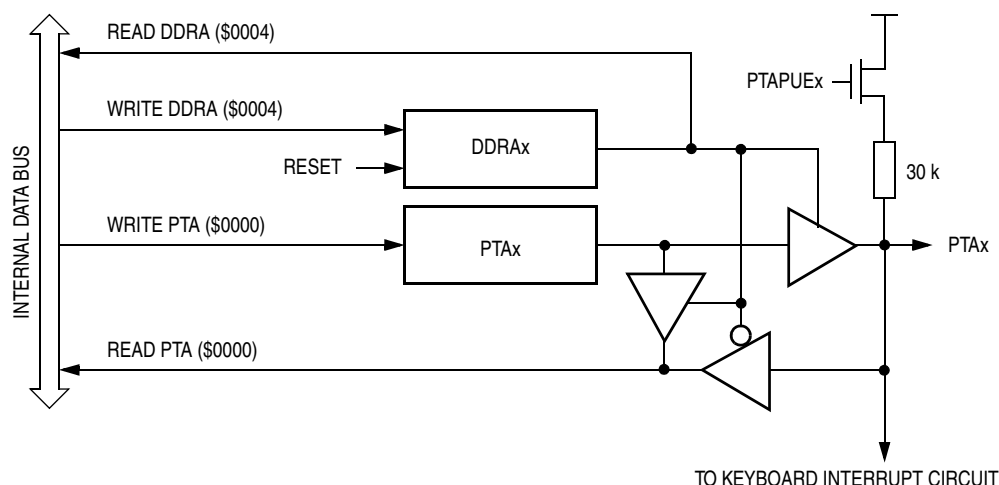 READ DDRA ($0004)
PTAPUEx
WRITE DDRA ($0004)
DDRAx
RESET
30 k
INTERNAL DATA BUS
WRITE PTA ($0000)
PTAx
PTAx
READ PTA ($0000)
TO KEYBOARD INTERRUPT CIRCUIT